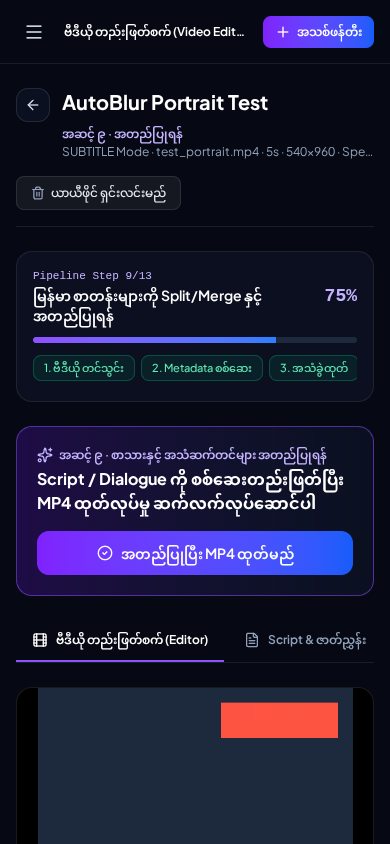 ဗီဒီယို တည်းဖြတ်စက် (Video Edit...
အသစ်ဖန်တီး
AutoBlur Portrait Test
အဆင့် ၉ · အတည်ပြုရန်
SUBTITLE Mode · test_portrait.mp4 · 5s · 540×960 · Spe...
ယာယီဖိုင် ရှင်းလင်းမည်
Pipeline Step 9/13
မြန်မာ စာတန်းများကို Split/Merge နှင့်
အတည်ပြုရန်
75%
1. ဗီဒီယို တင်သွင်း
2. Metadata စစ်ဆေး
3. အသံခွဲထုတ်
အဆင့် ၉ · စာသားနှင့် အသံဆက်တင်များ အတည်ပြုရန်
Script / Dialogue ကို စစ်ဆေးတည်းဖြတ်ပြီး
MP4 ထုတ်လုပ်မှု ဆက်လက်လုပ်ဆောင်ပါ
အတည်ပြုပြီး MP4 ထုတ်မည်
ဗီဒီယို တည်းဖြတ်စက် (Editor)
Script & ဇာတ်ညွှန်း